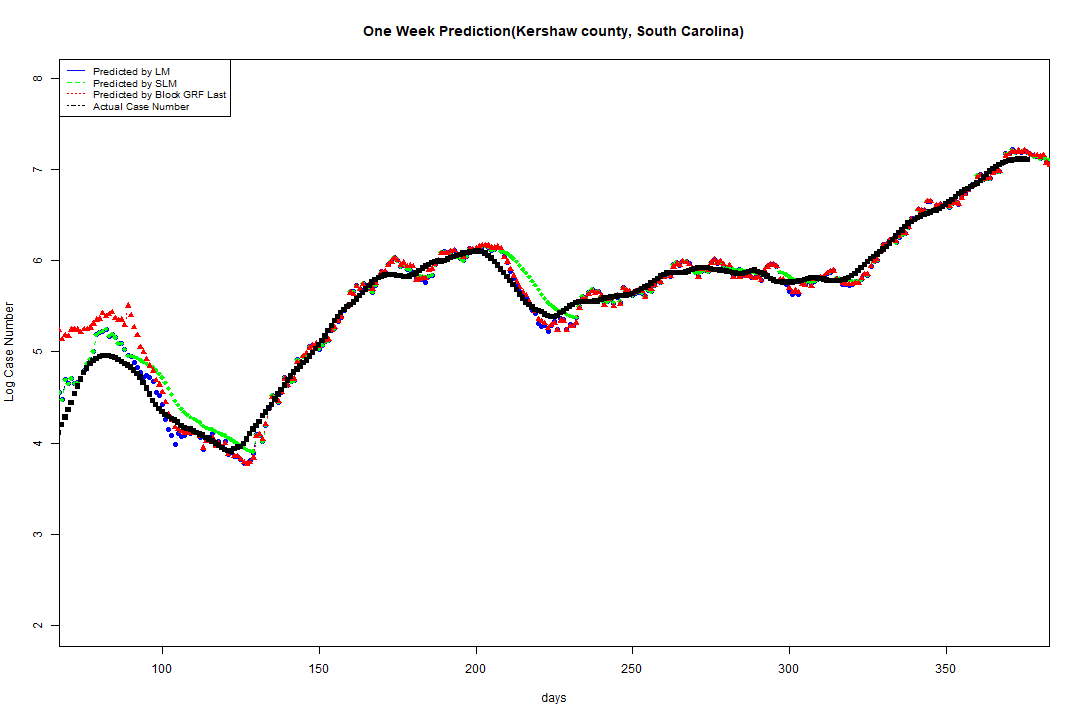 One Week Prediction(Kershaw county, South Carolina)
Predicted by LM
Predicted by SLM
Predicted by Block GRF Last
Actual Case Number
8
7
6
5
4
3
2
Log Case Number
100 150 200 250 300 350
days